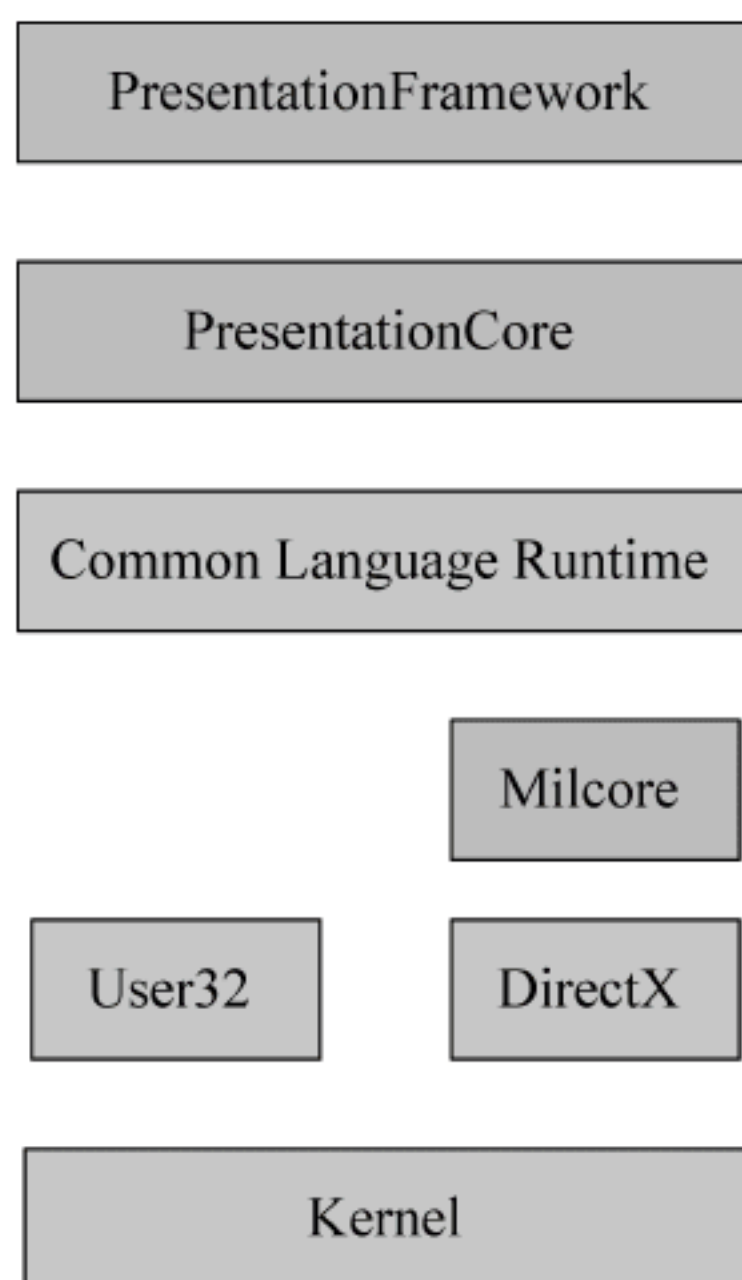 PresentationFramework
PresentationCore
Common Language Runtime
Milcore
User32
DirectX
Kernel